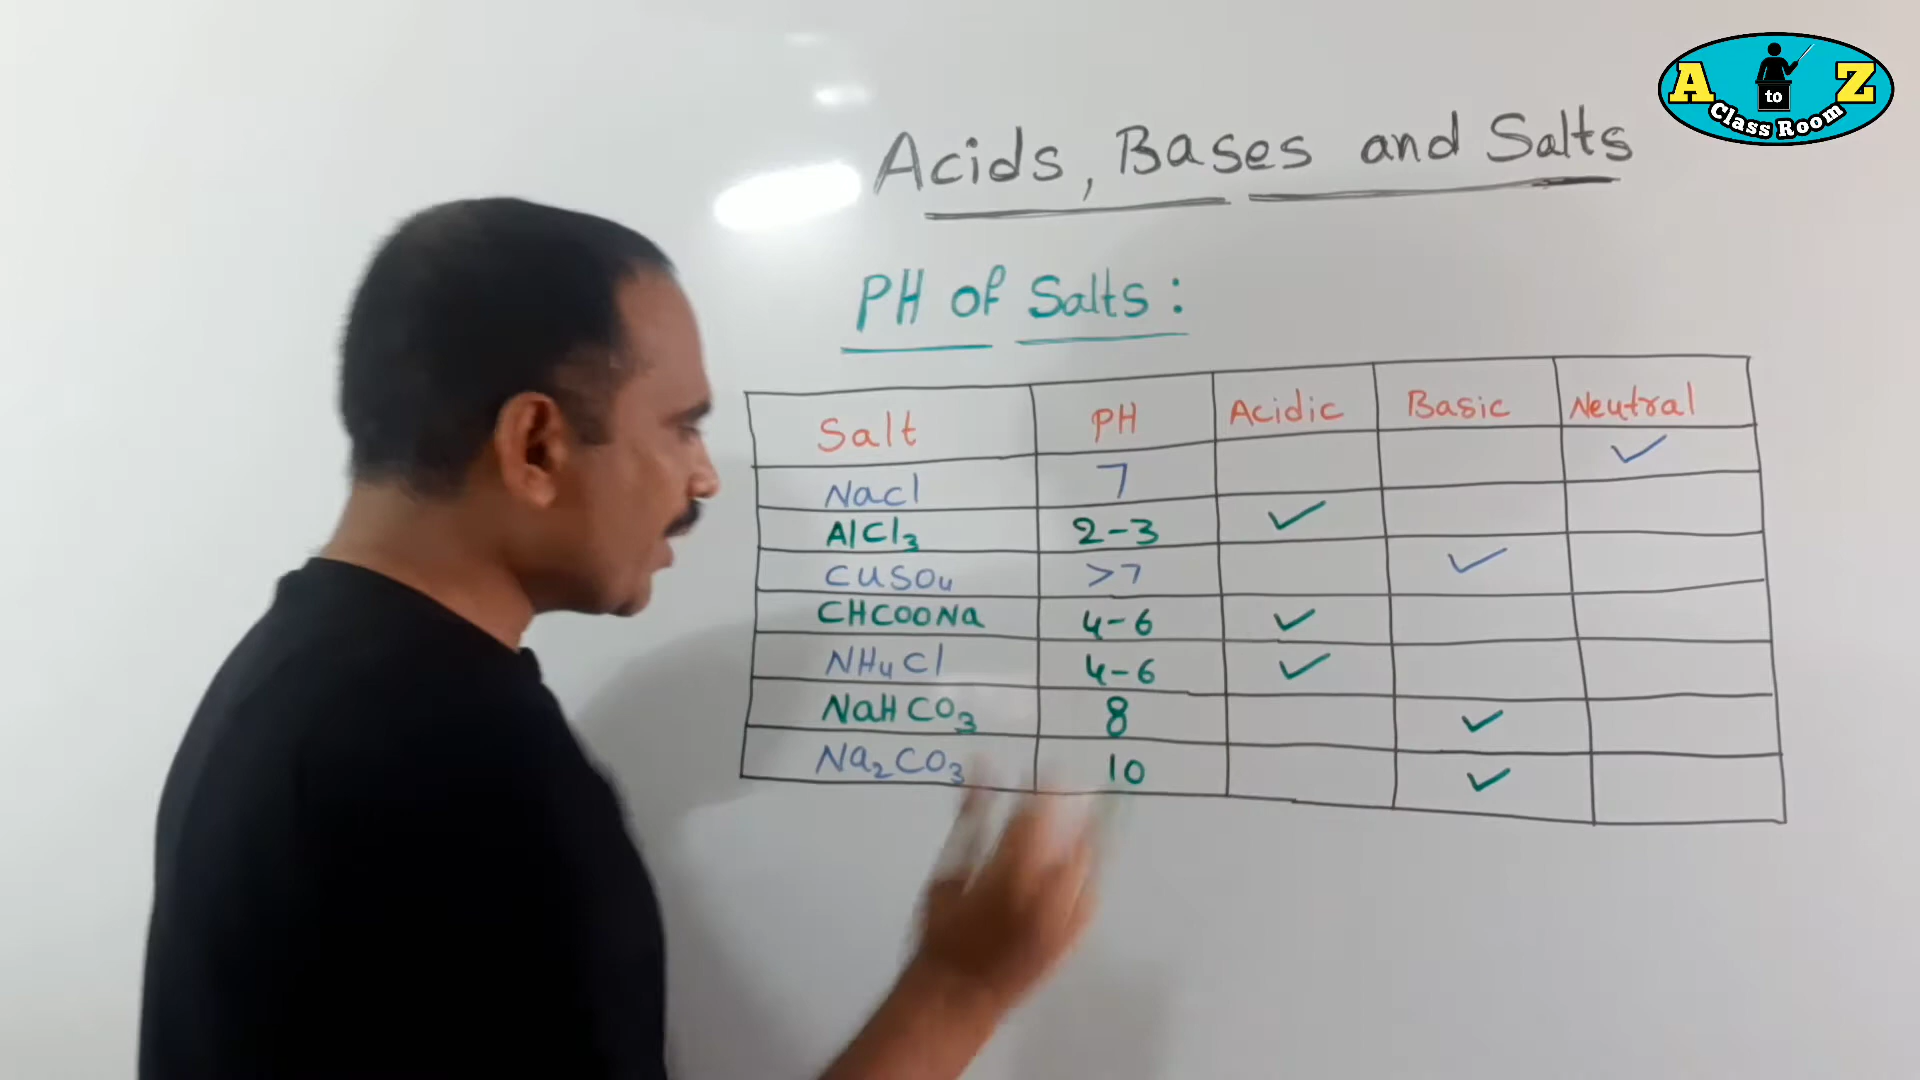 A to Z
Class Room
Acids, Bases and Salts
PH of Salts :
Salt PH Acidic Basic Neutral
Nacl 7 ✓
AlCl₃ 2-3 ✓
CUSO₄ >7 ✓
CHCOONa 4-6 ✓
NH₄Cl 4-6 ✓
NaHCO₃ 8 ✓
Na₂CO₃ 10 ✓